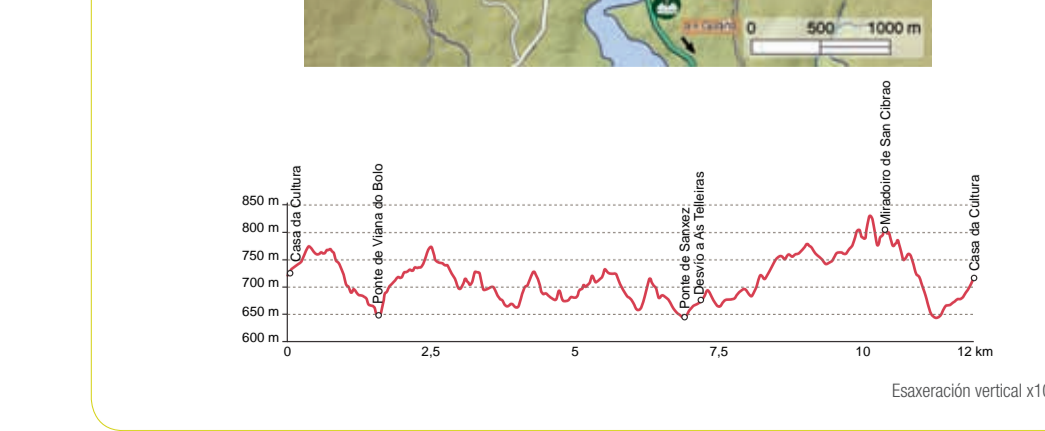 0 500 1000 m
Casa da Cultura
Ponte de Viana do Bolo
Ponte de Sanxez
Desvío a As Telleiras
Miradoiro de San Cibrao
Casa da Cultura
850 m
800 m
750 m
700 m
650 m
600 m
0 2,5 5 7,5 10 12 km
Esaxeración vertical x10